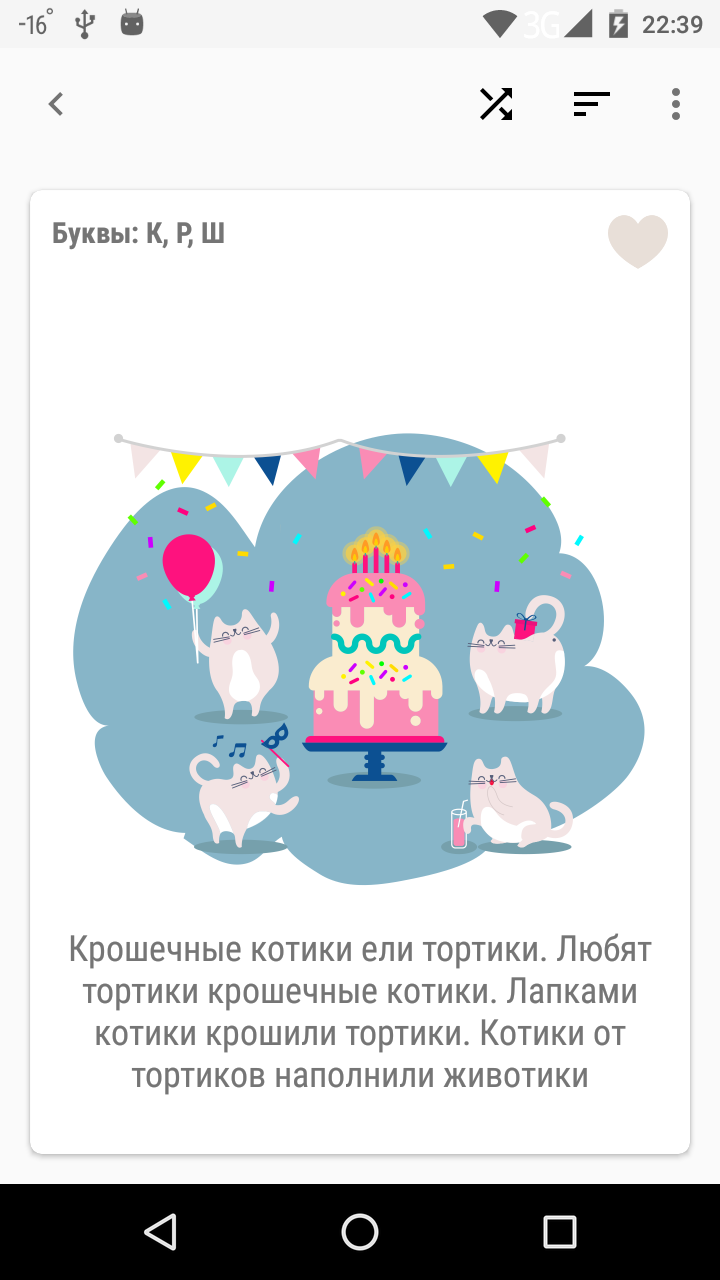 -16°
3G
22:39
Буквы: К, Р, Ш
Крошечные котики ели тортики. Любят
тортики крошечные котики. Лапками
котики крошили тортики. Котики от
тортиков наполнили животики